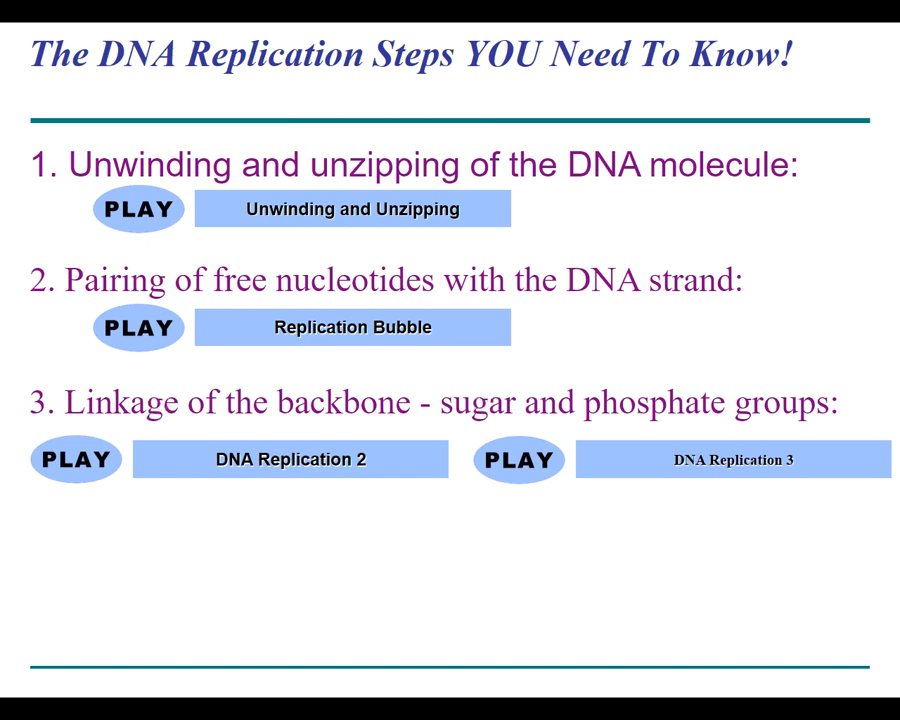 The DNA Replication Steps YOU Need To Know!
1. Unwinding and unzipping of the DNA molecule:
PLAY Unwinding and Unzipping
2. Pairing of free nucleotides with the DNA strand:
PLAY Replication Bubble
3. Linkage of the backbone - sugar and phosphate groups:
PLAY DNA Replication 2 PLAY DNA Replication 3